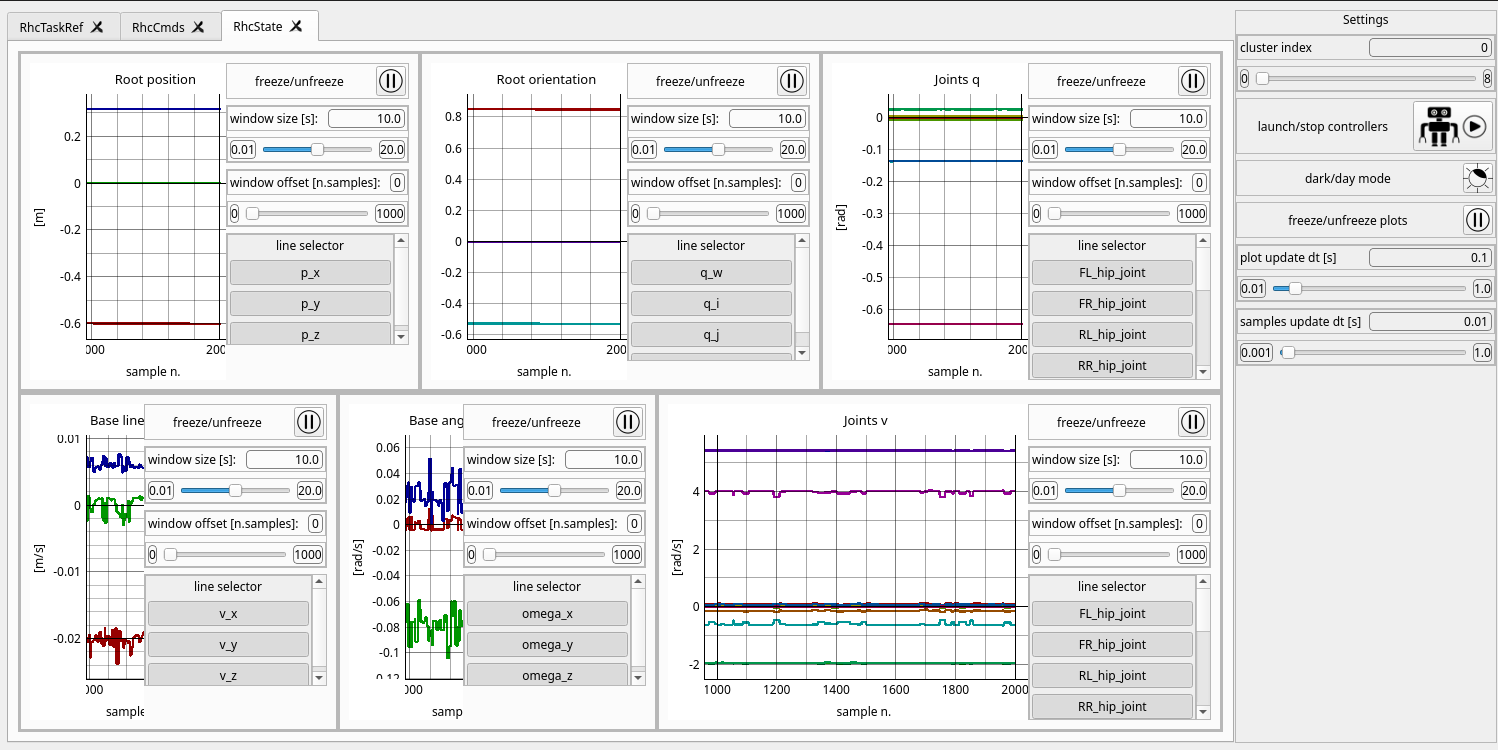 RhcTaskRef
RhcCmds
RhcState
Root position
0.2
0
-0.2
-0.4
-0.6
[m]
000
200
sample n.
freeze/unfreeze
window size [s]:
10.0
0.01
20.0
window offset [n.samples]:
0
0
1000
line selector
p_x
p_y
p_z
Root orientation
0.8
0.6
0.4
0.2
0
-0.2
-0.4
-0.6
000
200
sample n.
freeze/unfreeze
window size [s]:
10.0
0.01
20.0
window offset [n.samples]:
0
0
1000
line selector
q_w
q_i
q_j
Joints q
0
-0.1
-0.2
-0.3
-0.4
-0.5
-0.6
[rad]
000
200
sample n.
freeze/unfreeze
window size [s]:
10.0
0.01
20.0
window offset [n.samples]:
0
0
1000
line selector
FL_hip_joint
FR_hip_joint
RL_hip_joint
RR_hip_joint
Base line
0.01
0
-0.01
-0.02
[m/s]
000
sample
freeze/unfreeze
window size [s]:
10.0
0.01
20.0
window offset [n.samples]:
0
0
1000
line selector
v_x
v_y
v_z
Base ang
0.06
0.04
0.02
0
-0.02
-0.04
-0.06
-0.08
-0.1
0.12
[rad/s]
000
samp
freeze/unfreeze
window size [s]:
10.0
0.01
20.0
window offset [n.samples]:
0
0
1000
line selector
omega_x
omega_y
omega_z
Joints v
4
2
0
-2
[rad/s]
1000 1200 1400 1600 1800 2000
sample n.
freeze/unfreeze
window size [s]:
10.0
0.01
20.0
window offset [n.samples]:
0
0
1000
line selector
FL_hip_joint
FR_hip_joint
RL_hip_joint
RR_hip_joint
Settings
cluster index
0
0
8
launch/stop controllers
dark/day mode
freeze/unfreeze plots
plot update dt [s]
0.1
0.01
1.0
samples update dt [s]
0.01
0.001
1.0